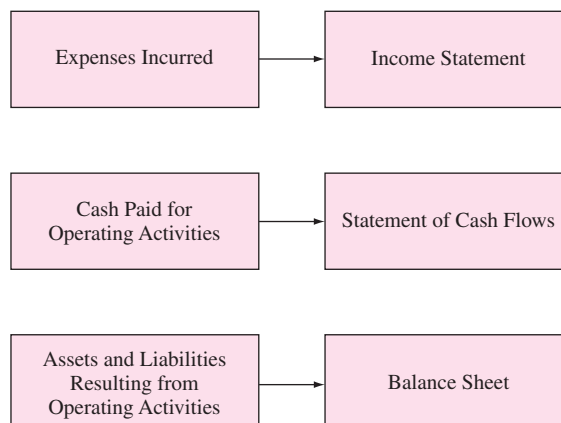 Expenses Incurred
Income Statement
Cash Paid for
Operating Activities
Statement of Cash Flows
Assets and Liabilities
Resulting from
Operating Activities
Balance Sheet